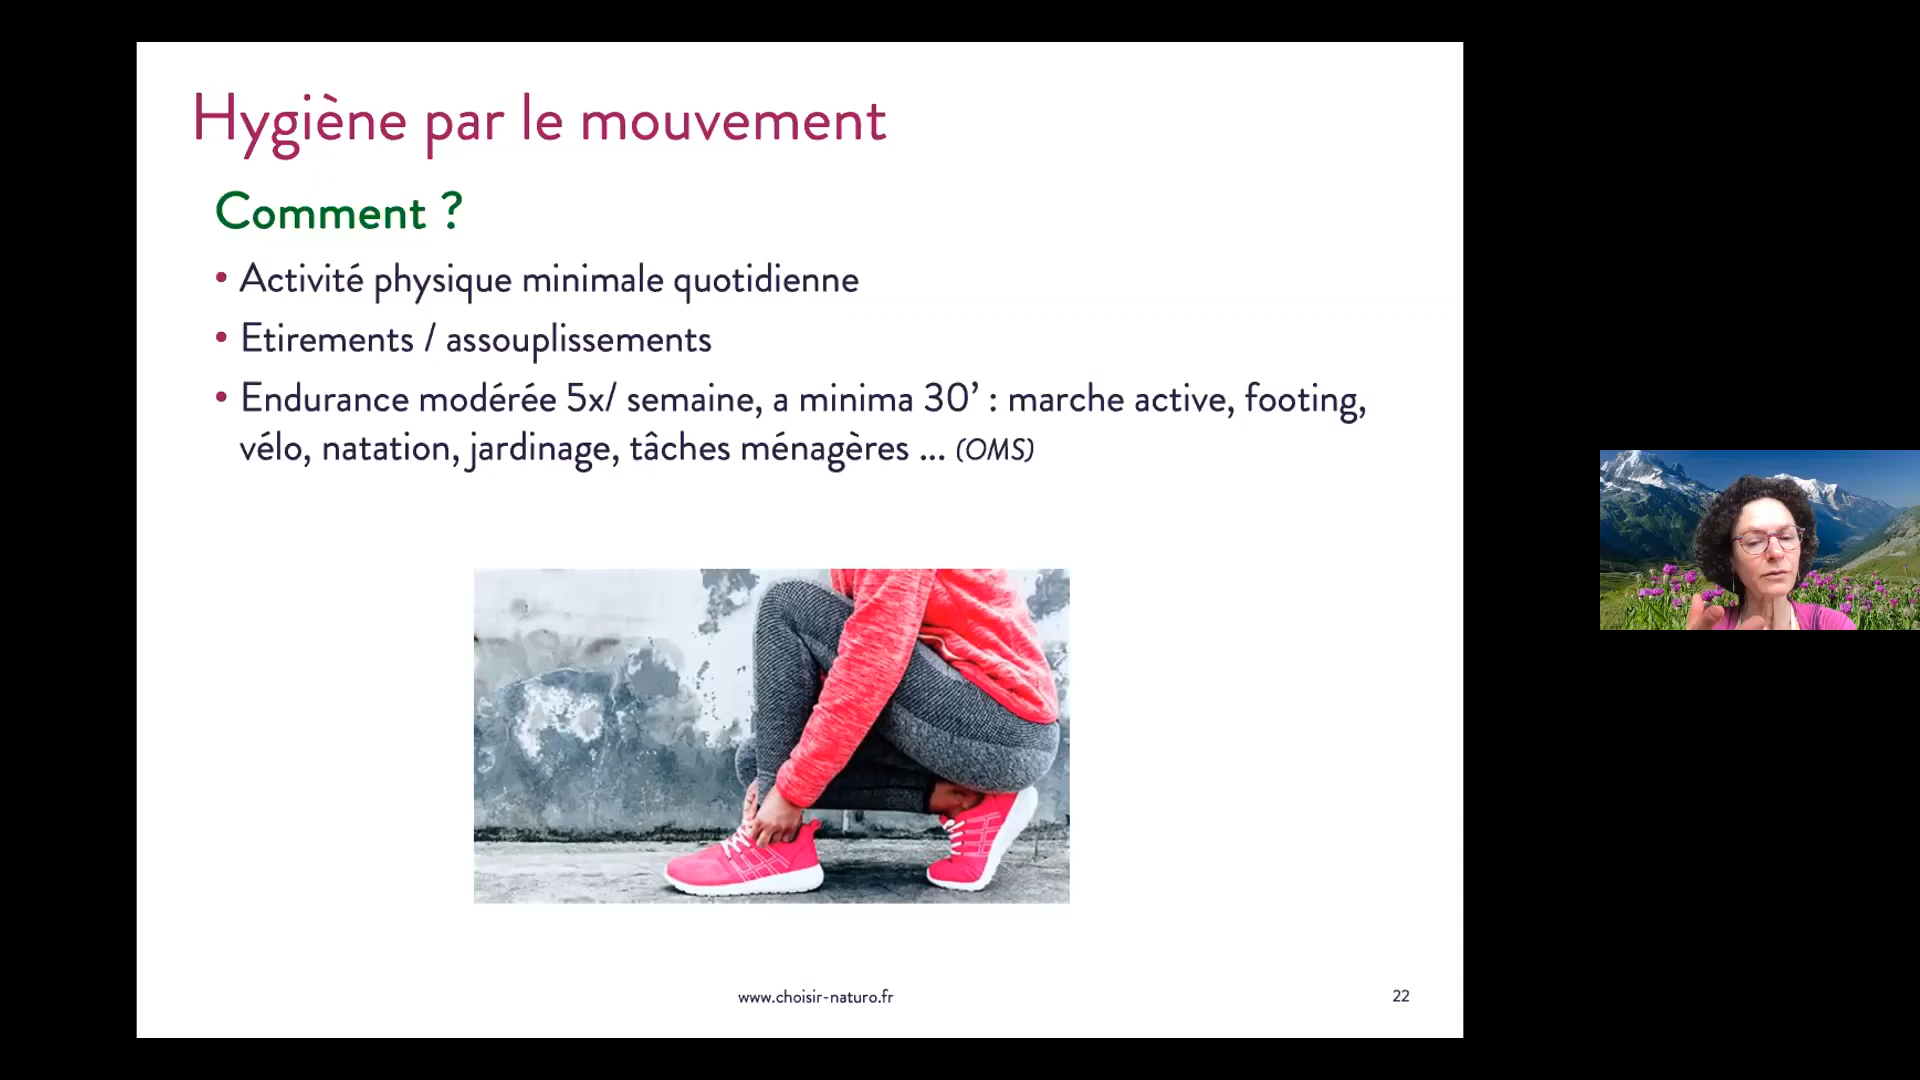 Hygiène par le mouvement
Comment ?
• Activité physique minimale quotidienne
• Etirements / assouplissements
• Endurance modérée 5x/ semaine, a minima 30’ : marche active, footing,
vélo, natation, jardinage, tâches ménagères ... (OMS)
www.choisir-naturo.fr
22